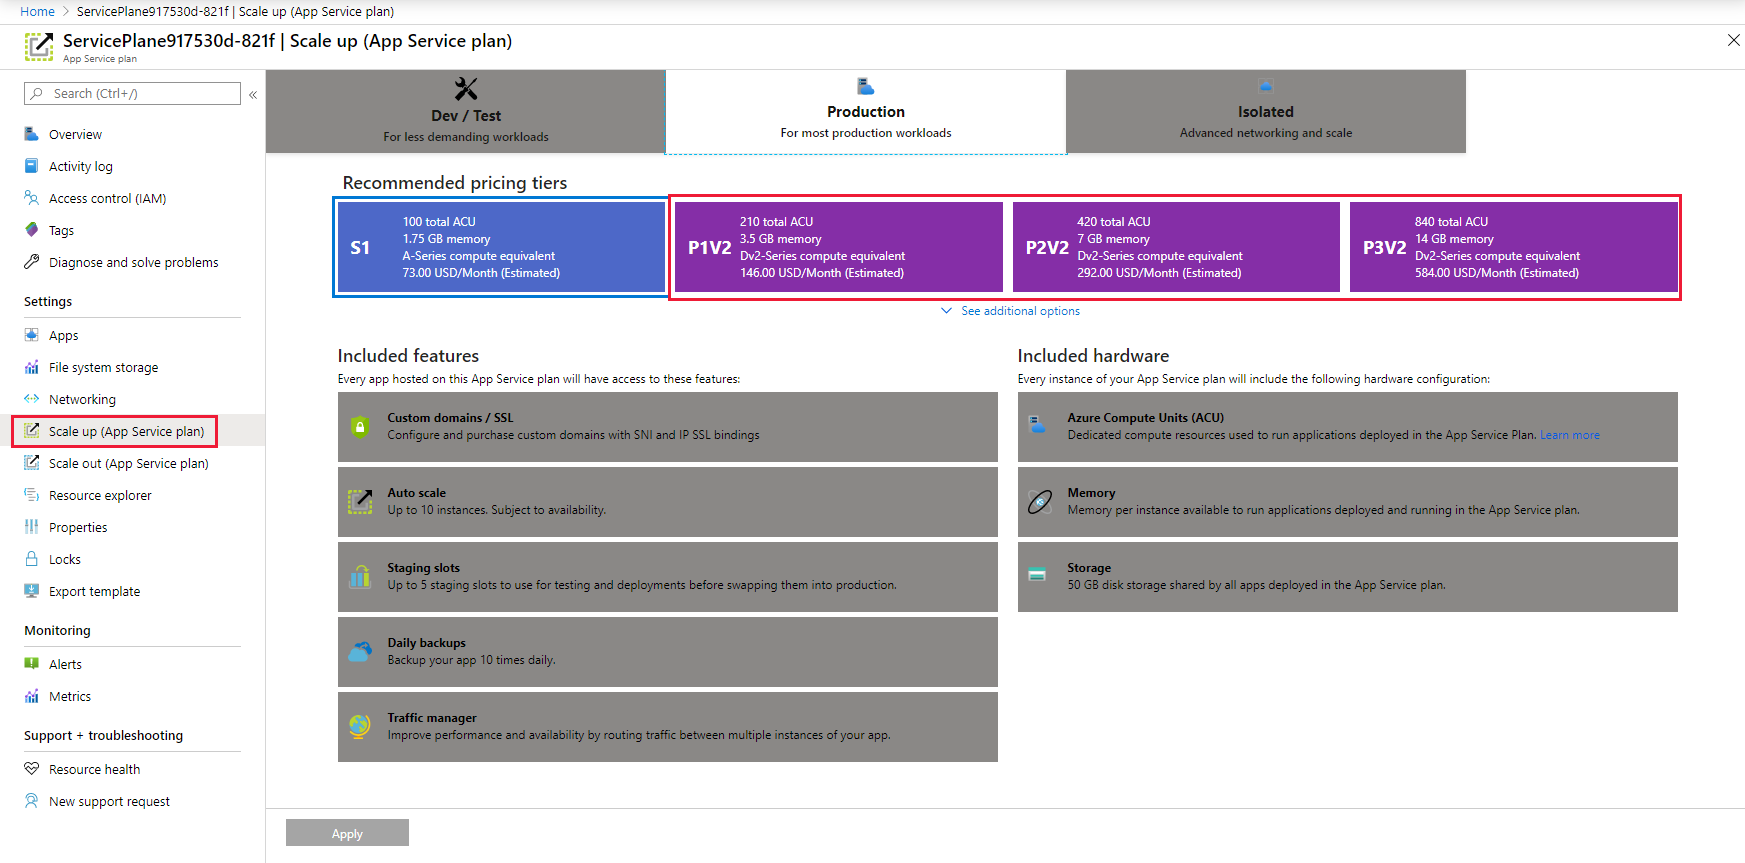 Home > ServicePlane917530d-821f | Scale up (App Service plan)
ServicePlane917530d-821f | Scale up (App Service plan)
App Service plan
Search (Ctrl+/)
«
Overview
Activity log
Access control (IAM)
Tags
Diagnose and solve problems
Settings
Apps
File system storage
Networking
Scale up (App Service plan)
Scale out (App Service plan)
Resource explorer
Properties
Locks
Export template
Monitoring
Alerts
Metrics
Support + troubleshooting
Resource health
New support request
Dev / Test
For less demanding workloads
Production
For most production workloads
Isolated
Advanced networking and scale
Recommended pricing tiers
S1
100 total ACU
1.75 GB memory
A-Series compute equivalent
73.00 USD/Month (Estimated)
P1V2
210 total ACU
3.5 GB memory
Dv2-Series compute equivalent
146.00 USD/Month (Estimated)
P2V2
420 total ACU
7 GB memory
Dv2-Series compute equivalent
292.00 USD/Month (Estimated)
P3V2
840 total ACU
14 GB memory
Dv2-Series compute equivalent
584.00 USD/Month (Estimated)
See additional options
Included features
Every app hosted on this App Service plan will have access to these features:
Custom domains / SSL
Configure and purchase custom domains with SNI and IP SSL bindings
Auto scale
Up to 10 instances. Subject to availability.
Staging slots
Up to 5 staging slots to use for testing and deployments before swapping them into production.
Daily backups
Backup your app 10 times daily.
Traffic manager
Improve performance and availability by routing traffic between multiple instances of your app.
Included hardware
Every instance of your App Service plan will include the following hardware configuration:
Azure Compute Units (ACU)
Dedicated compute resources used to run applications deployed in the App Service Plan. Learn more
Memory
Memory per instance available to run applications deployed and running in the App Service plan.
Storage
50 GB disk storage shared by all apps deployed in the App Service plan.
Apply